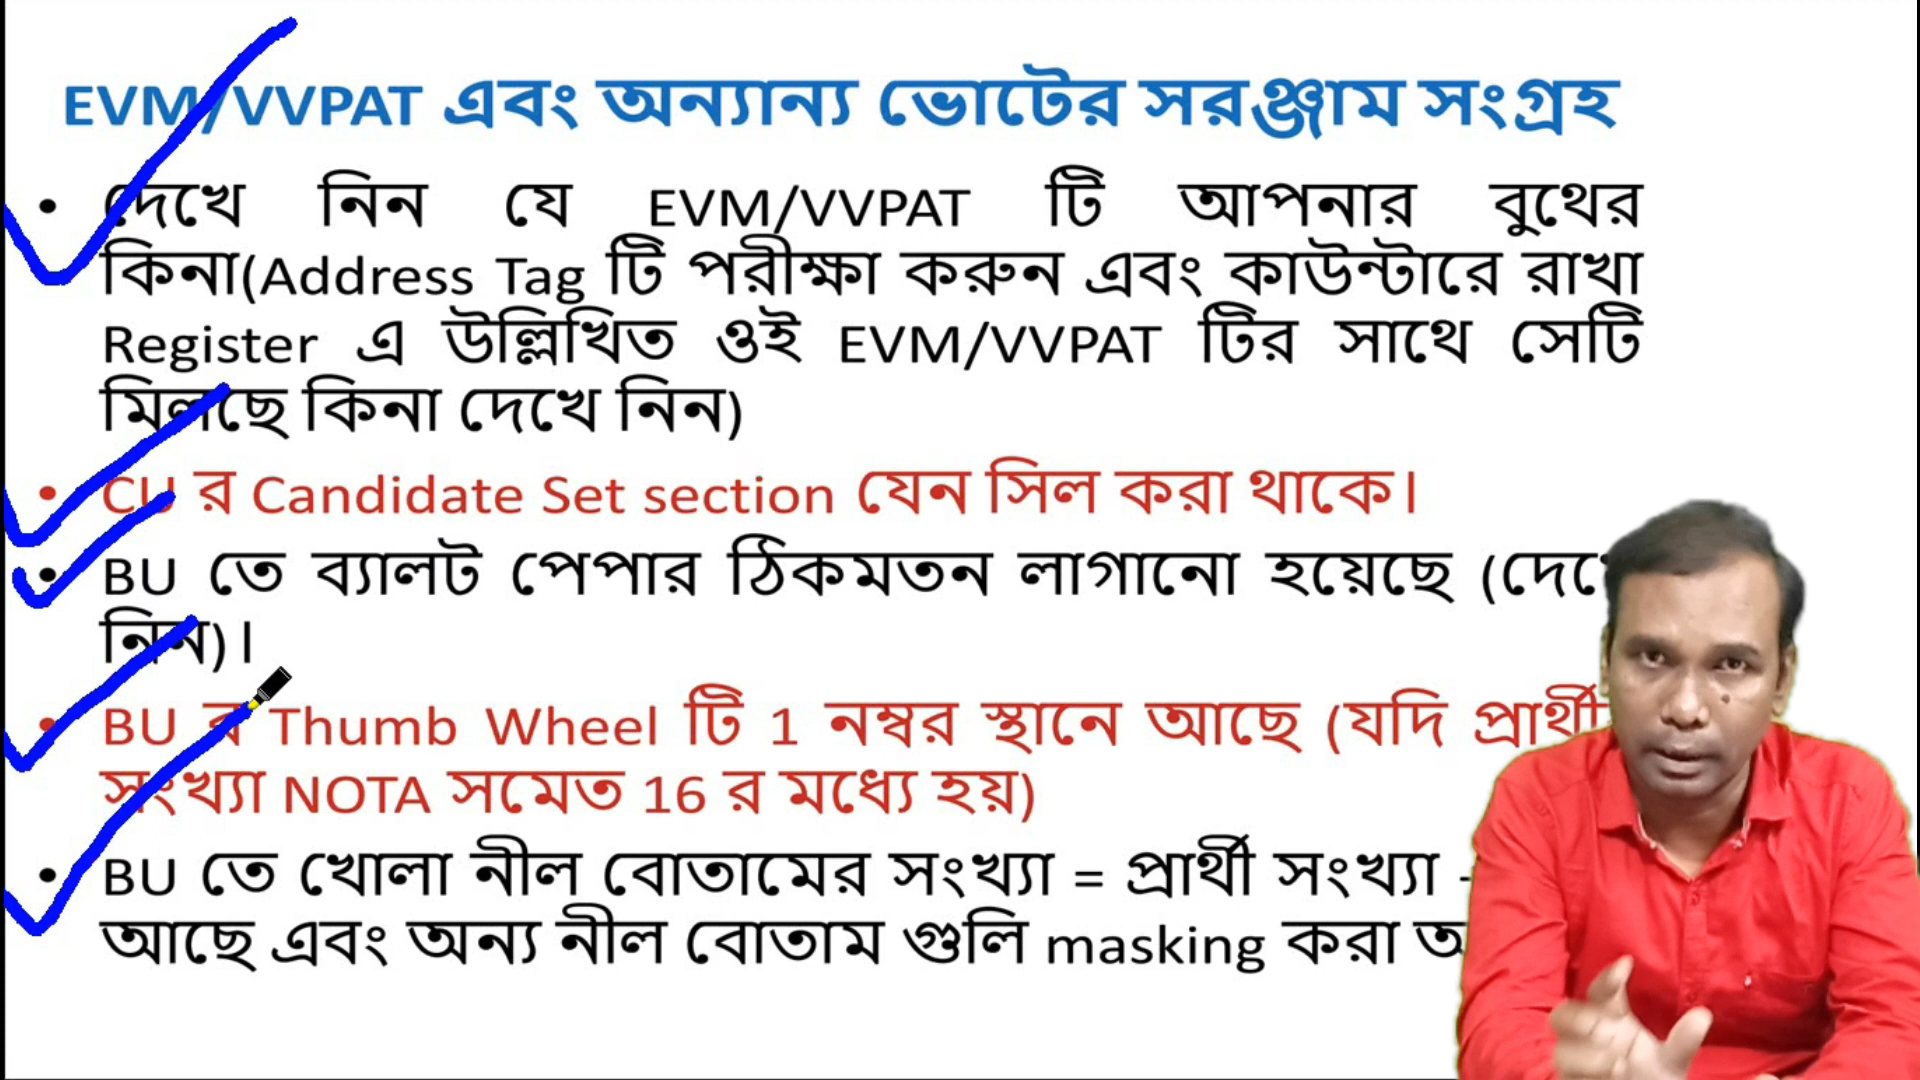 EVM/VVPAT এবং অন্যান্য ভোটের সরঞ্জাম সংগ্রহ
• দেখে নিন যে EVM/VVPAT টি আপনার বুথের
কিনা(Address Tag টি পরীক্ষা করুন এবং কাউন্টারে রাখা
Register এ উল্লিখিত ওই EVM/VVPAT টির সাথে সেটি
মিলছে কিনা দেখে নিন)
• CU র Candidate Set section যেন সিল করা থাকে।
• BU তে ব্যালট পেপার ঠিকমতন লাগানো হয়েছে (দেখে
নিন)।
• BU র Thumb Wheel টি 1 নম্বর স্থানে আছে (যদি প্রার্থী
সংখ্যা NOTA সমেত 16 র মধ্যে হয়)
• BU তে খোলা নীল বোতামের সংখ্যা = প্রার্থী সংখ্যা
আছে এবং অন্য নীল বোতাম গুলি masking করা